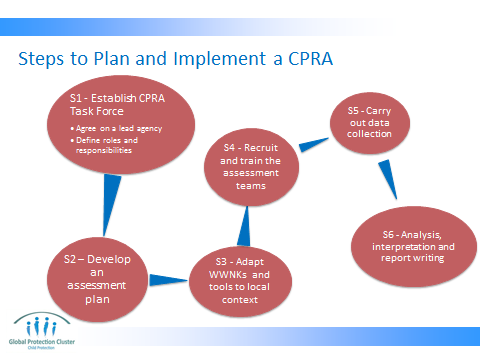 Steps to Plan and Implement a CPRA
S1 - Establish CPRA
Task Force
• Agree on a lead agency
• Define roles and
responsibilities
S2 – Develop
an
assessment
plan
S3 - Adapt
WWNKs and
tools to local
context
S4 - Recruit
and train the
assessment
teams
S5 - Carry
out data
collection
S6 - Analysis,
interpretation and
report writing
Global Protection Cluster
Child Protection